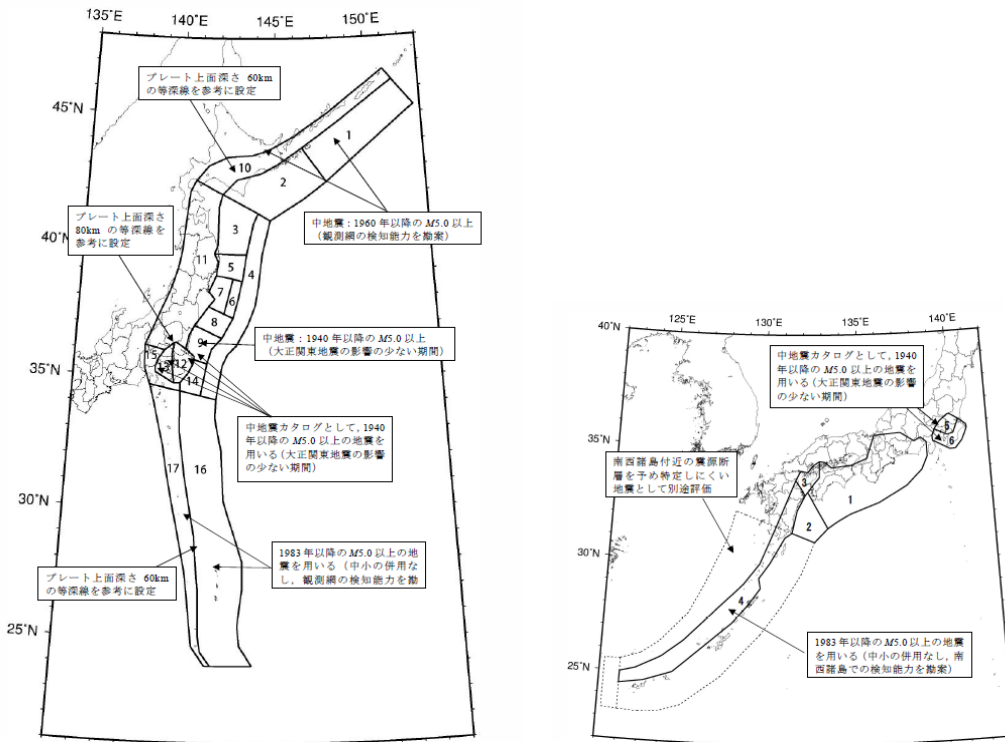 135°E
140°E
145°E
150°E
プレート上面深さ 60km
の等深線を参考に設定
45°N
1
10
2
プレート上面深さ
80km の等深線を
参考に設定
中地震：1960 年以降の M5.0 以上
（観測網の検知能力を勘案）
40°N
3
11
5
4
7
6
8
9
中地震：1940 年以降の M5.0 以上
（大正関東地震の影響の少ない期間）
15
12
14
35°N
中地震カタログとして，1940
年以降の M5.0 以上の地震を
用いる（大正関東地震の影響
の少ない期間）
17
16
30°N
1983 年以降の M5.0 以上の地
震を用いる（中小の併用な
し，観測網の検知能力を勘
プレート上面深さ 60km
の等深線を参考に設定
25°N
40°N
125°E
130°E
135°E
140°E
中地震カタログとして，1940
年以降の M5.0 以上の地震を
用いる（大正関東地震の影響
の少ない期間）
5
6
35°N
南西諸島付近の震源断
層を予め特定しにくい
地震として別途評価
3
1
2
30°N
4
1983 年以降の M5.0 以上の地震
を用いる（中小の併用なし，南
西諸島での検知能力を勘案）
25°N